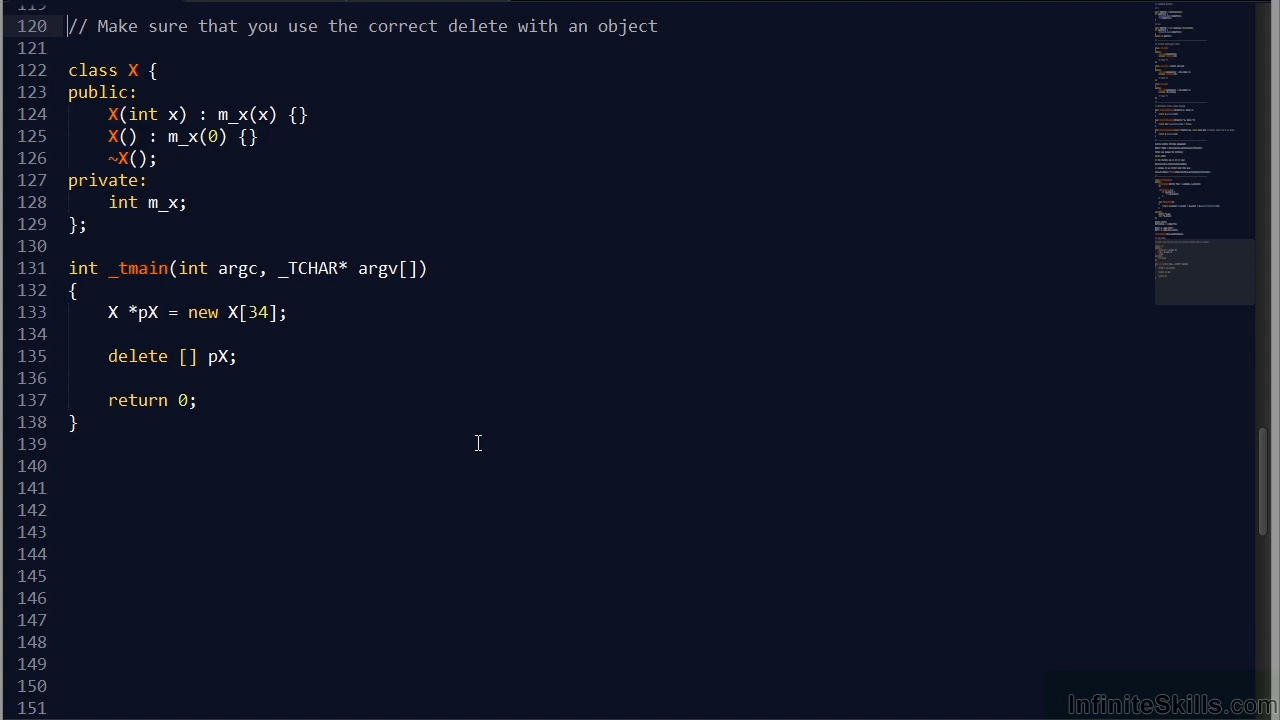 119
120 // Make sure that you use the correct delete with an object
121
122 class X {
123 public:
124 X(int x) : m_x(x) {}
125 X() : m_x(0) {}
126 ~X();
127 private:
128 int m_x;
129 };
130
131 int _tmain(int argc, _TCHAR* argv[])
132 {
133 X *pX = new X[34];
134
135 delete [] pX;
136
137 return 0;
138 }
139
140
141
142
143
144
145
146
147
148
149
150
151
InfiniteSkills.com